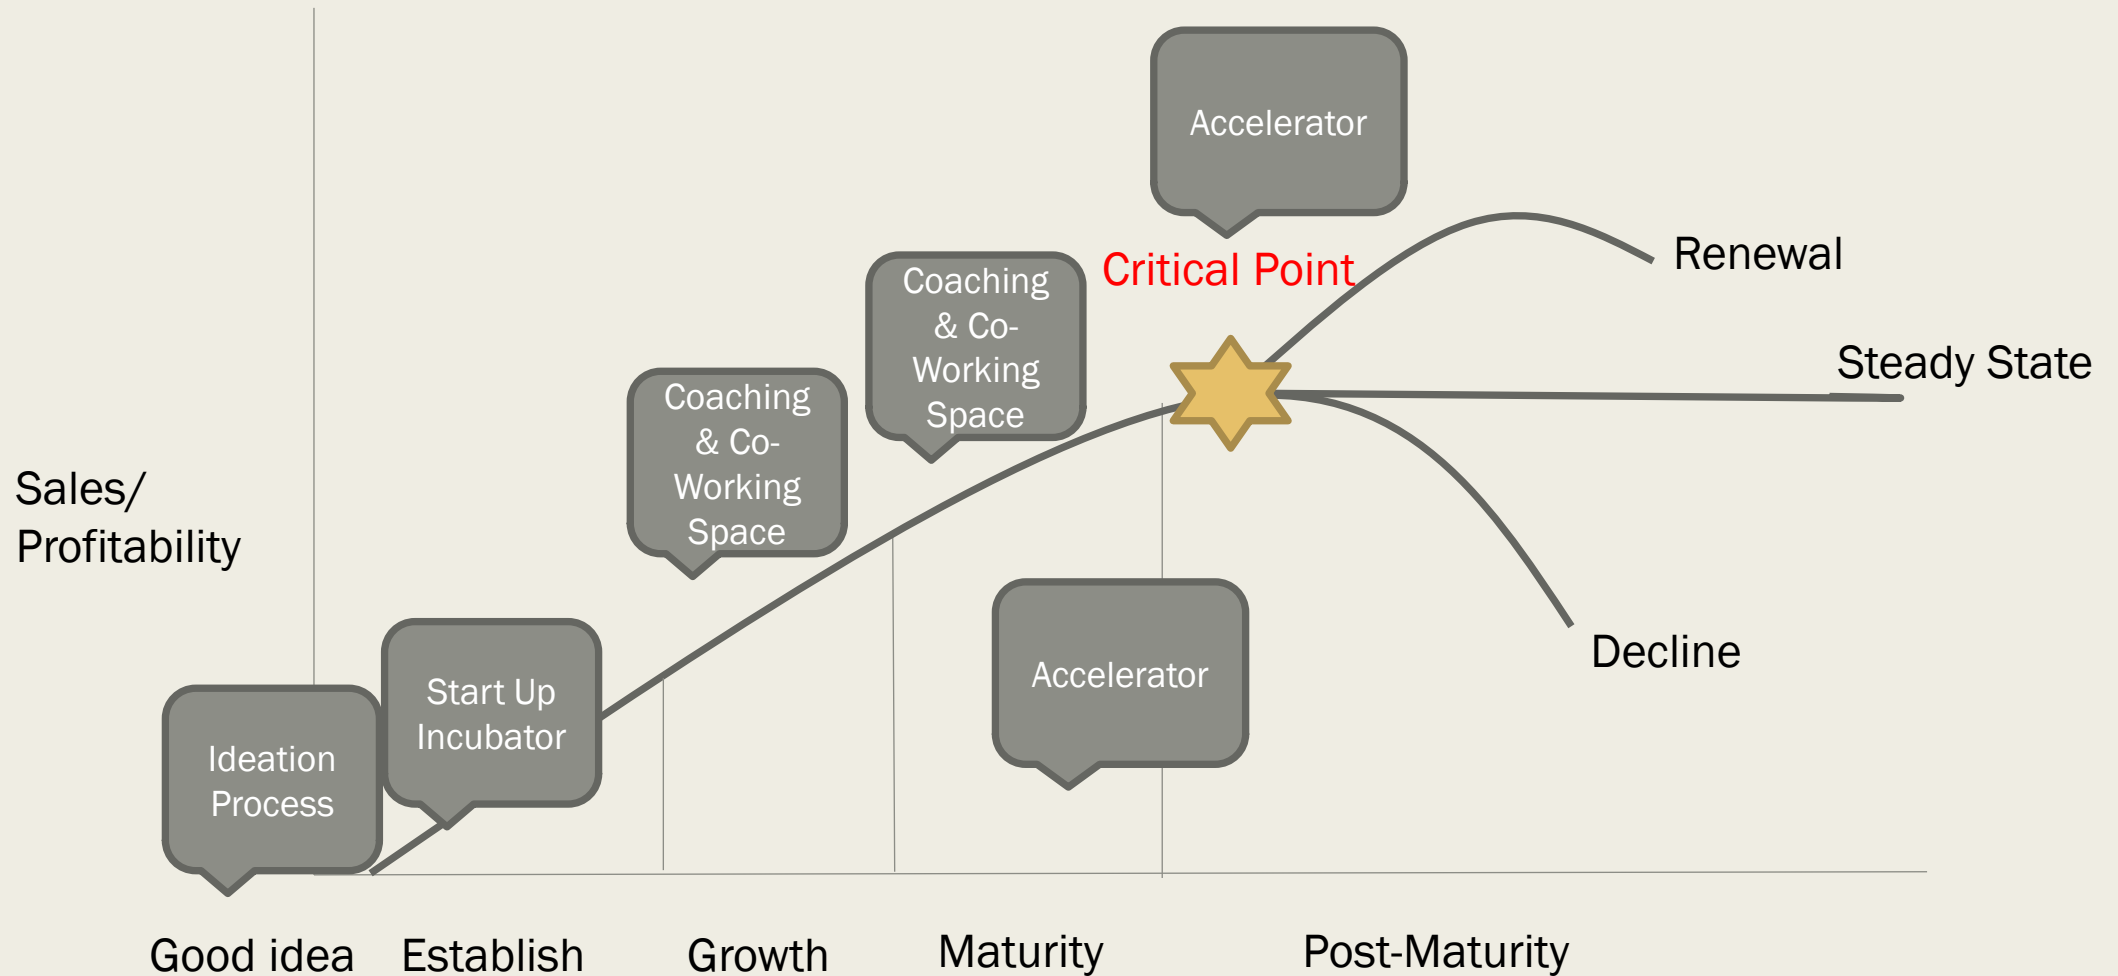 Accelerator
Critical Point
Renewal
Coaching
& Co-
Working
Space
Steady State
Coaching
& Co-
Working
Space
Sales/
Profitability
Accelerator
Decline
Start Up
Incubator
Ideation
Process
Good idea
Establish
Growth
Maturity
Post-Maturity